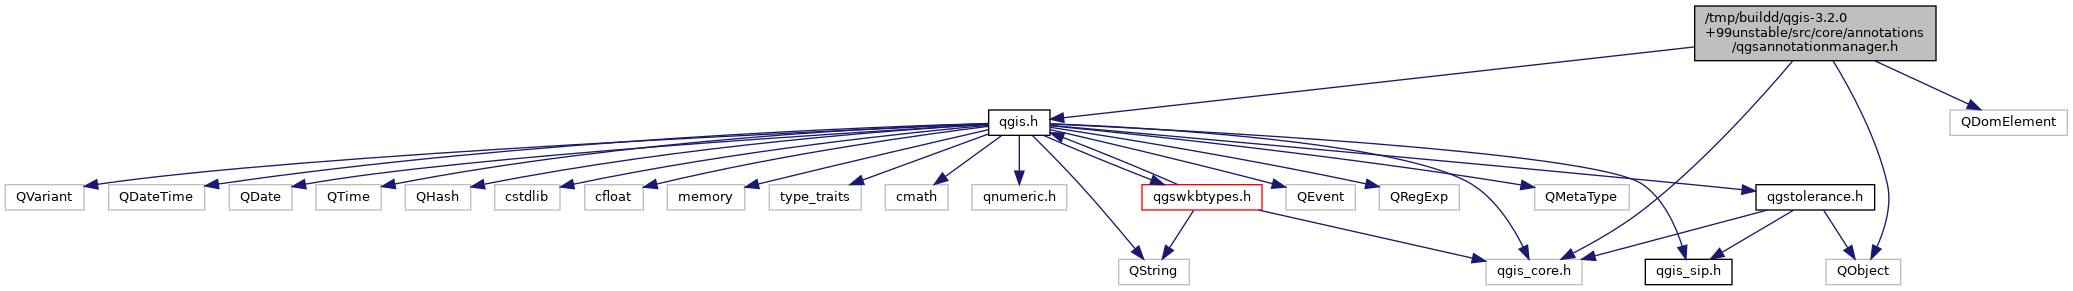 /tmp/buildd/qgis-3.2.0
+99unstable/src/core/annotations
/qgsannotationmanager.h
qgis.h
QDomElement
QVariant
QDateTime
QDate
QTime
QHash
cstdlib
cfloat
memory
type_traits
cmath
qnumeric.h
qgswkbtypes.h
QEvent
QRegExp
QMetaType
qgstolerance.h
QString
qgis_core.h
qgis_sip.h
QObject